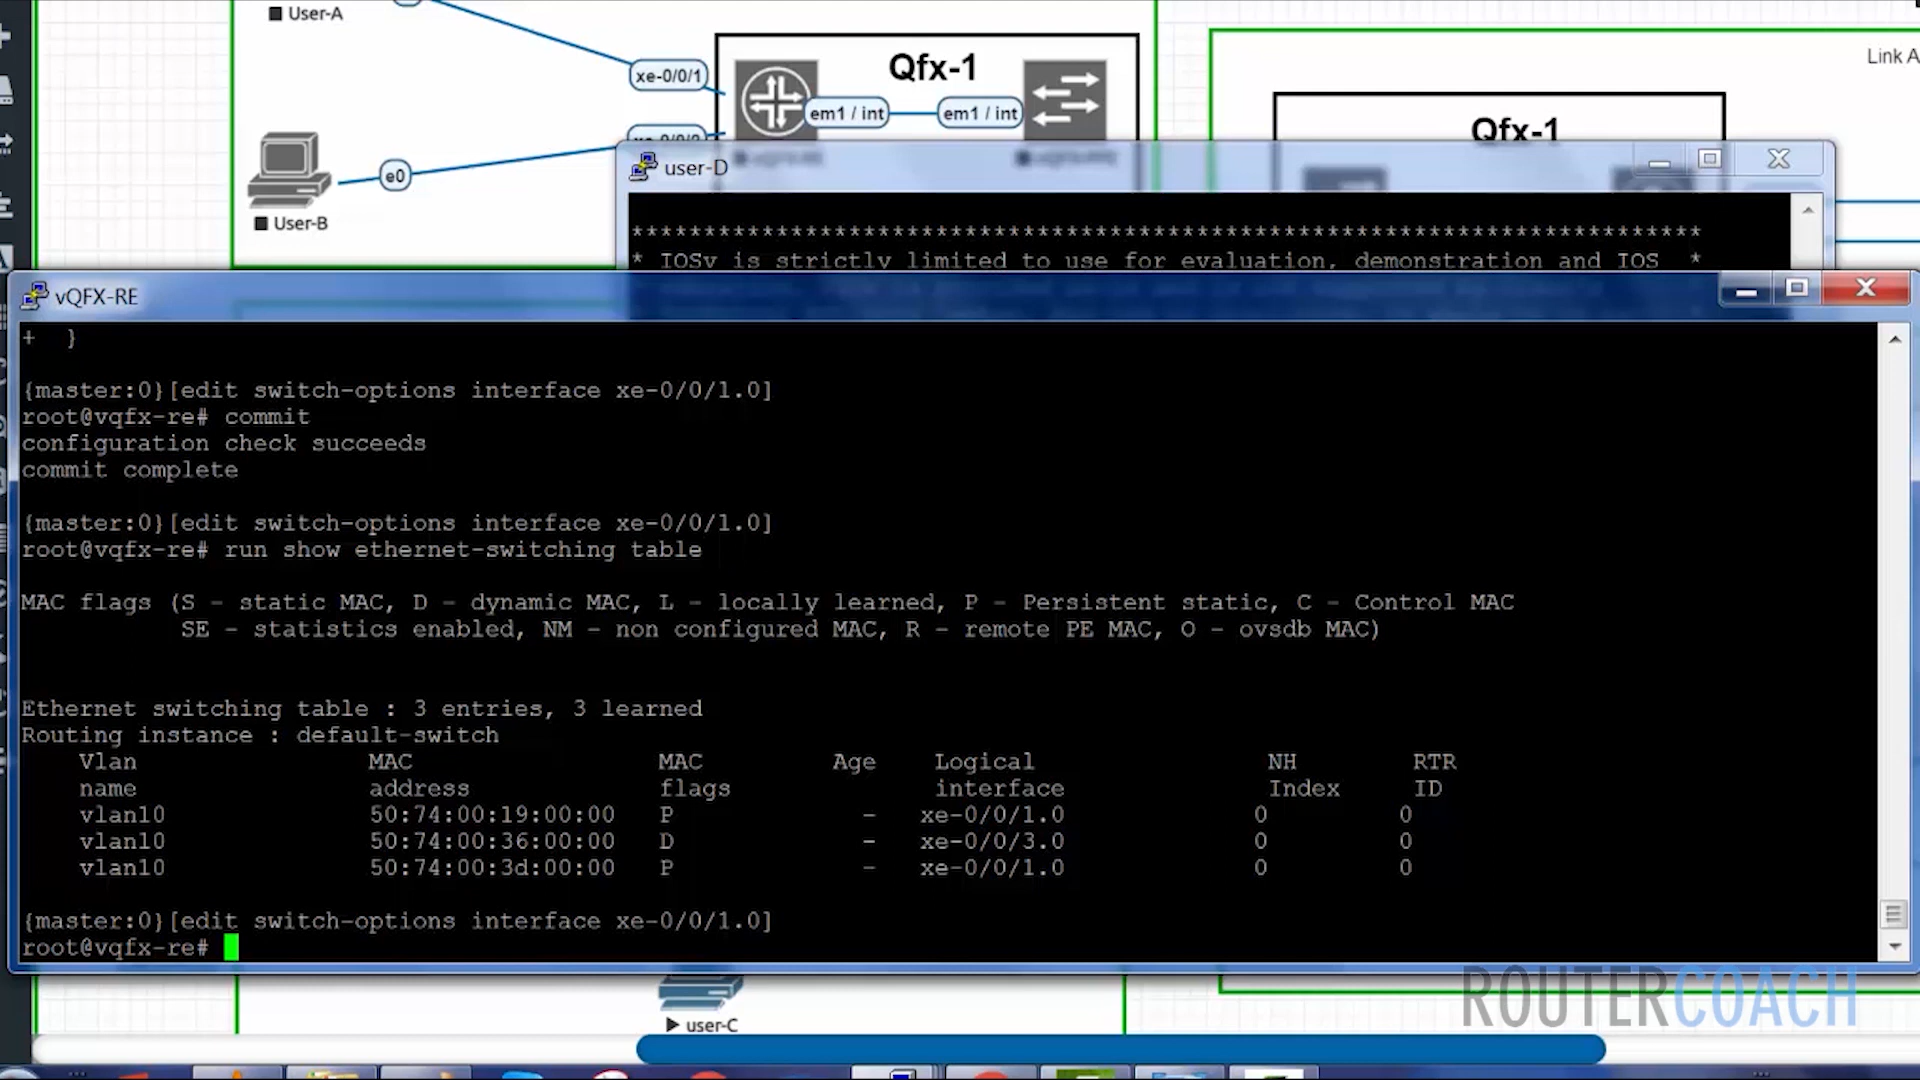 User-A
Link A
xe-0/0/1
Qfx-1
em1 / int
em1 / int
Qfx-1
xe-0/0/2
e0
User-B
user-D
**************************************************************************
* IOSv is strictly limited to use for evaluation, demonstration and IOS  *
vQFX-RE
+  }
{master:0}[edit switch-options interface xe-0/0/1.0]
root@vqfx-re# commit
configuration check succeeds
commit complete
{master:0}[edit switch-options interface xe-0/0/1.0]
root@vqfx-re# run show ethernet-switching table
MAC flags (S - static MAC, D - dynamic MAC, L - locally learned, P - Persistent static, C - Control MAC
SE - statistics enabled, NM - non configured MAC, R - remote PE MAC, O - ovsdb MAC)
Ethernet switching table : 3 entries, 3 learned
Routing instance : default-switch
Vlan MAC MAC Age Logical NH RTR
name address flags interface Index ID
vlan10 50:74:00:19:00:00 P - xe-0/0/1.0 0 0
vlan10 50:74:00:36:00:00 D - xe-0/0/3.0 0 0
vlan10 50:74:00:3d:00:00 P - xe-0/0/1.0 0 0
{master:0}[edit switch-options interface xe-0/0/1.0]
root@vqfx-re#
ROUTERCOACH
user-C